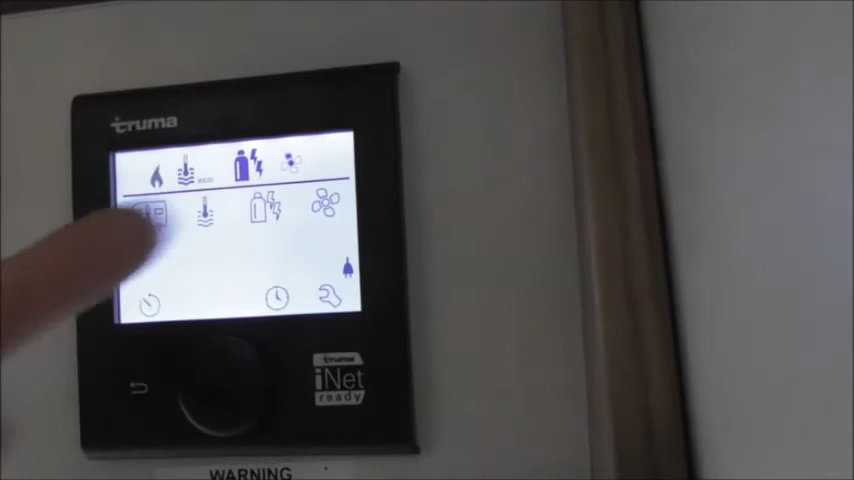 truma
eco
truma
iNet
ready
WARNING